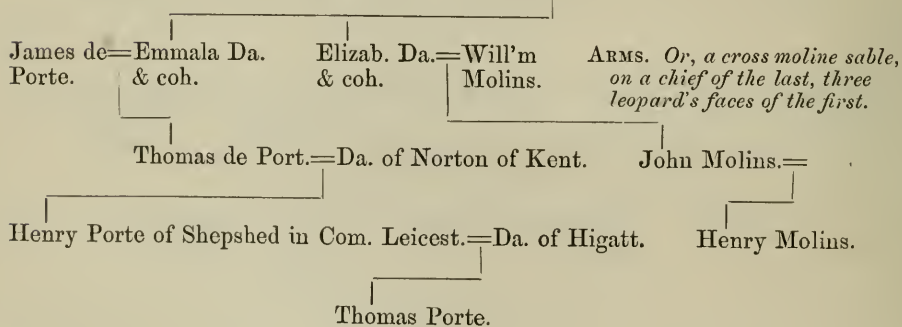 James de=Emmala Da. Elizab. Da.=Will'm ARMS. Or, a cross moline sable,
Porte. & coh. & coh. Molins. on a chief of the last, three
leopard's faces of the first.
Thomas de Port.=Da. of Norton of Kent. John Molins.=
Henry Porte of Shepshed in Com. Leicest.=Da. of Higatt. Henry Molins.
Thomas Porte.